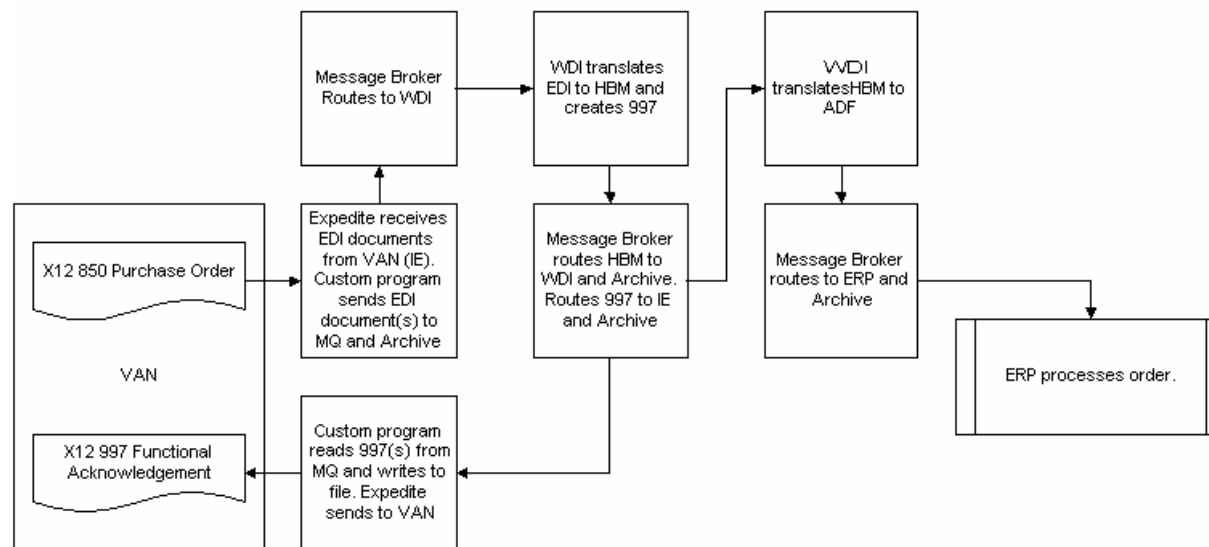 Message Broker
Routes to WDI
WDI translates
EDI to HBM and
creates 997
WDI
translatesHBM to
ADF
X12 850 Purchase Order
Expedite receives
EDI documents
from VAN (IE).
Custom program
sends EDI
document(s) to
MQ and Archive
Message Broker
routes HBM to
WDI and Archive.
Routes 997 to IE
and Archive
Message Broker
routes to ERP and
Archive
VAN
ERP processes order.
X12 997 Functional
Acknowledgement
Custom program
reads 997(s) from
MQ and writes to
file. Expedite
sends to VAN